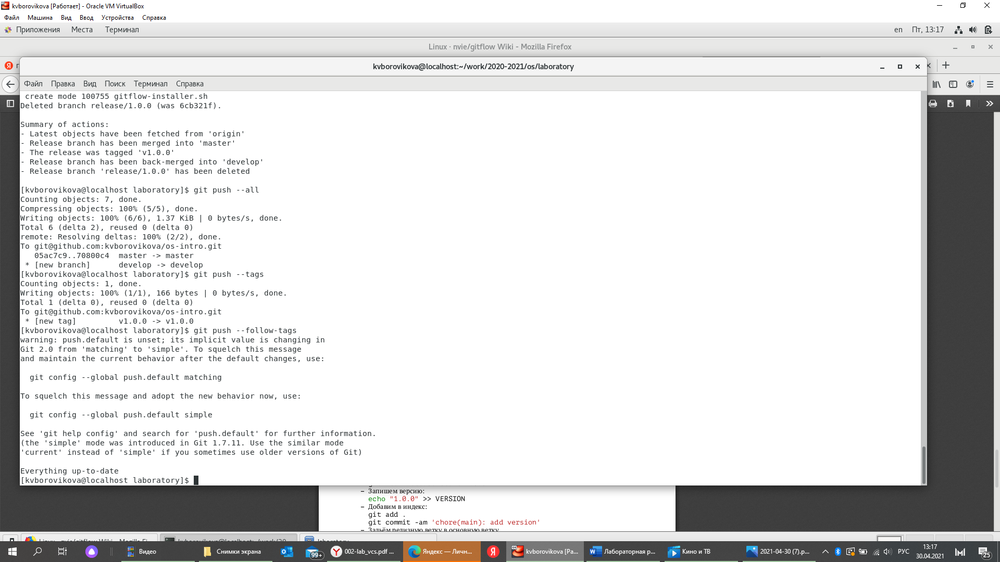 kvborovikova [Работает] - Oracle VM VirtualBox
Файл Машина Вид Ввод Устройства Справка
Приложения Места Терминал en Пт, 13:17
Linux · nvie/gitflow Wiki - Mozilla Firefox
kvborovikova@localhost:~/work/2020-2021/os/laboratory
Файл Правка Вид Поиск Терминал Справка
 create mode 100755 gitflow-installer.sh
Deleted branch release/1.0.0 (was 6cb321f).
Summary of actions:
- Latest objects have been fetched from 'origin'
- Release branch has been merged into 'master'
- The release was tagged 'v1.0.0'
- Release branch has been back-merged into 'develop'
- Release branch 'release/1.0.0' has been deleted
[kvborovikova@localhost laboratory]$ git push --all
Counting objects: 7, done.
Compressing objects: 100% (5/5), done.
Writing objects: 100% (6/6), 1.37 KiB | 0 bytes/s, done.
Total 6 (delta 2), reused 0 (delta 0)
remote: Resolving deltas: 100% (2/2), done.
To git@github.com:kvborovikova/os-intro.git
   05ac7c9..70800c4  master -> master
 * [new branch]      develop -> develop
[kvborovikova@localhost laboratory]$ git push --tags
Counting objects: 1, done.
Writing objects: 100% (1/1), 166 bytes | 0 bytes/s, done.
Total 1 (delta 0), reused 0 (delta 0)
To git@github.com:kvborovikova/os-intro.git
 * [new tag]         v1.0.0 -> v1.0.0
[kvborovikova@localhost laboratory]$ git push --follow-tags
warning: push.default is unset; its implicit value is changing in
Git 2.0 from 'matching' to 'simple'. To squelch this message
and maintain the current behavior after the default changes, use:
  git config --global push.default matching
To squelch this message and adopt the new behavior now, use:
  git config --global push.default simple
See 'git help config' and search for 'push.default' for further information.
(the 'simple' mode was introduced in Git 1.7.11. Use the similar mode
'current' instead of 'simple' if you sometimes use older versions of Git)
Everything up-to-date
[kvborovikova@localhost laboratory]$
– Запишем версию:
echo "1.0.0" >> VERSION
– Добавим в индекс:
git add .
git commit -am 'chore(main): add version'
– Зальём релизную ветку в основную ветку
Linux · nvie/gitflow Wiki - Mozilla Fi...
kvborovikova@localhost:~/work/20...
laboratory
Видео Снимки экрана 99+ 002-lab_vcs.pdf ... Яндекс — Личн... kvborovikova [Ра... Лабораторная р... Кино и ТВ 2021-04-30 (7).p... РУС 13:17
30.04.2021 25